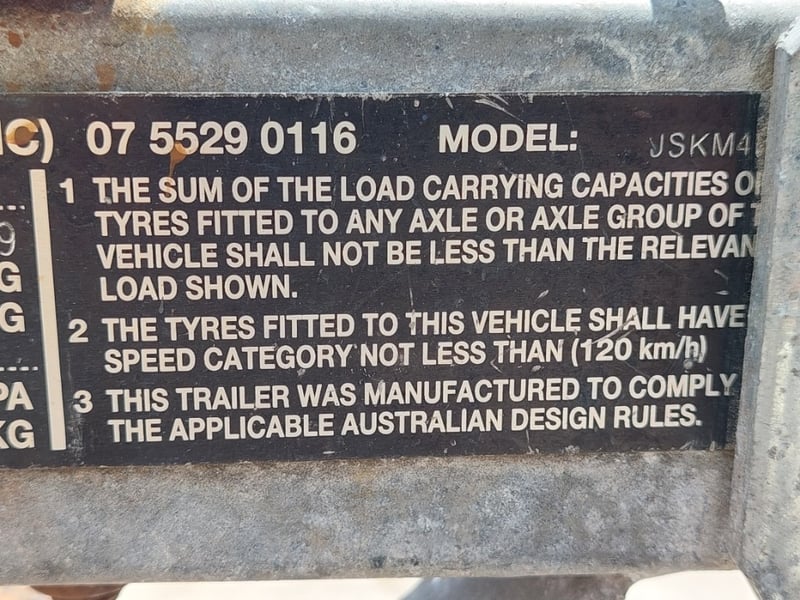 IC) 07 5529 0116 MODEL: JSKM4
1 THE SUM OF THE LOAD CARRYING CAPACITIES O
TYRES FITTED TO ANY AXLE OR AXLE GROUP OF T
9 VEHICLE SHALL NOT BE LESS THAN THE RELEVAN
G LOAD SHOWN.
G 2 THE TYRES FITTED TO THIS VEHICLE SHALL HAVE
SPEED CATEGORY NOT LESS THAN (120 km/h)
PA 3 THIS TRAILER WAS MANUFACTURED TO COMPLY
KG THE APPLICABLE AUSTRALIAN DESIGN RULES.